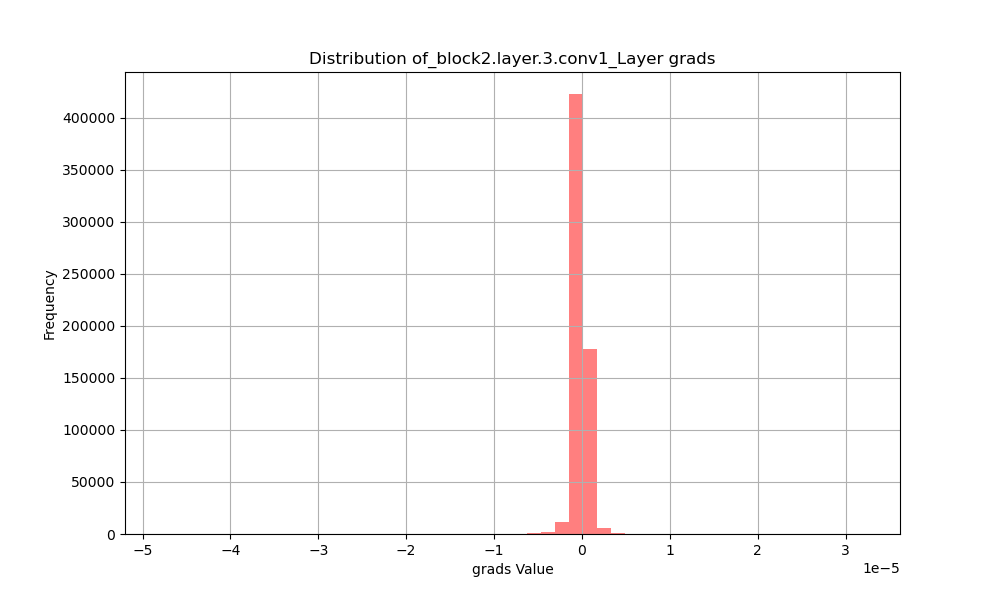 Distribution of_block2.layer.3.conv1_Layer grads
Frequency
400000
350000
300000
250000
200000
150000
100000
50000
0
−5 −4 −3 −2 −1 0 1 2 3
1e−5
grads Value